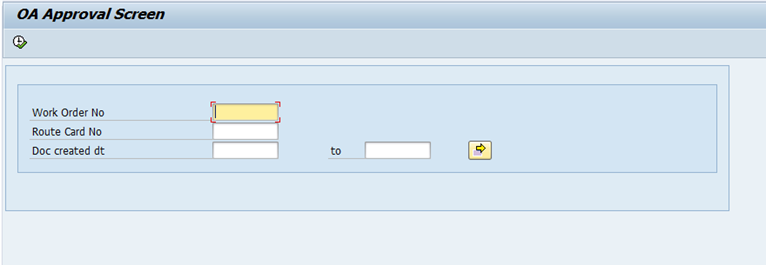 OA Approval Screen
Work Order No
Route Card No
Doc created dt to